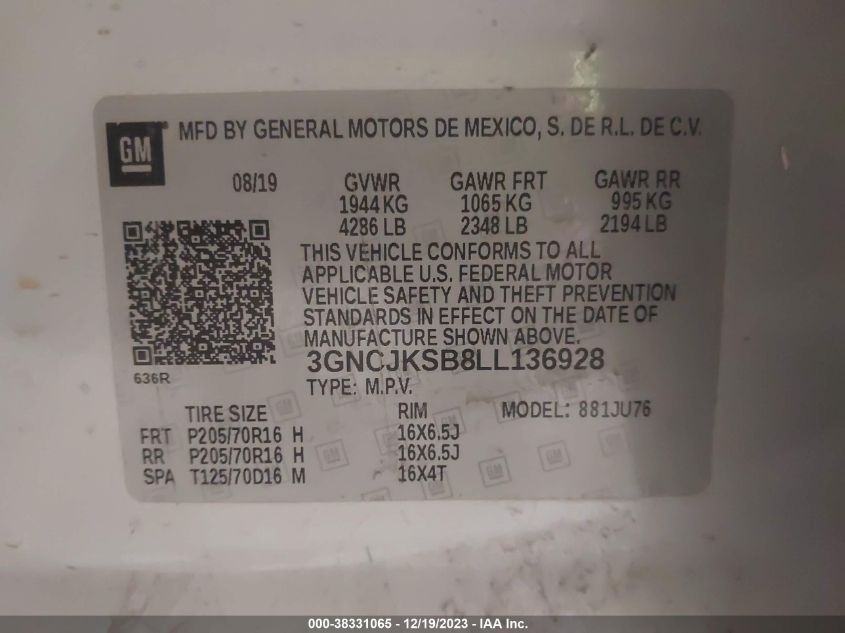 GM
MFD BY GENERAL MOTORS DE MEXICO, S. DE R.L. DE C.V.
08/19 GVWR GAWR FRT GAWR RR
1944 KG 1065 KG 995 KG
4286 LB 2348 LB 2194 LB
THIS VEHICLE CONFORMS TO ALL
APPLICABLE U.S. FEDERAL MOTOR
VEHICLE SAFETY AND THEFT PREVENTION
STANDARDS IN EFFECT ON THE DATE OF
MANUFACTURE SHOWN ABOVE.
3GNCJKSB8LL136928
636R
TYPE: M.P.V.
TIRE SIZE RIM MODEL: 881JU76
FRT P205/70R16 H 16X6.5J
RR P205/70R16 H 16X6.5J
SPA T125/70D16 M 16X4T
000-38331065 - 12/19/2023 - IAA Inc.